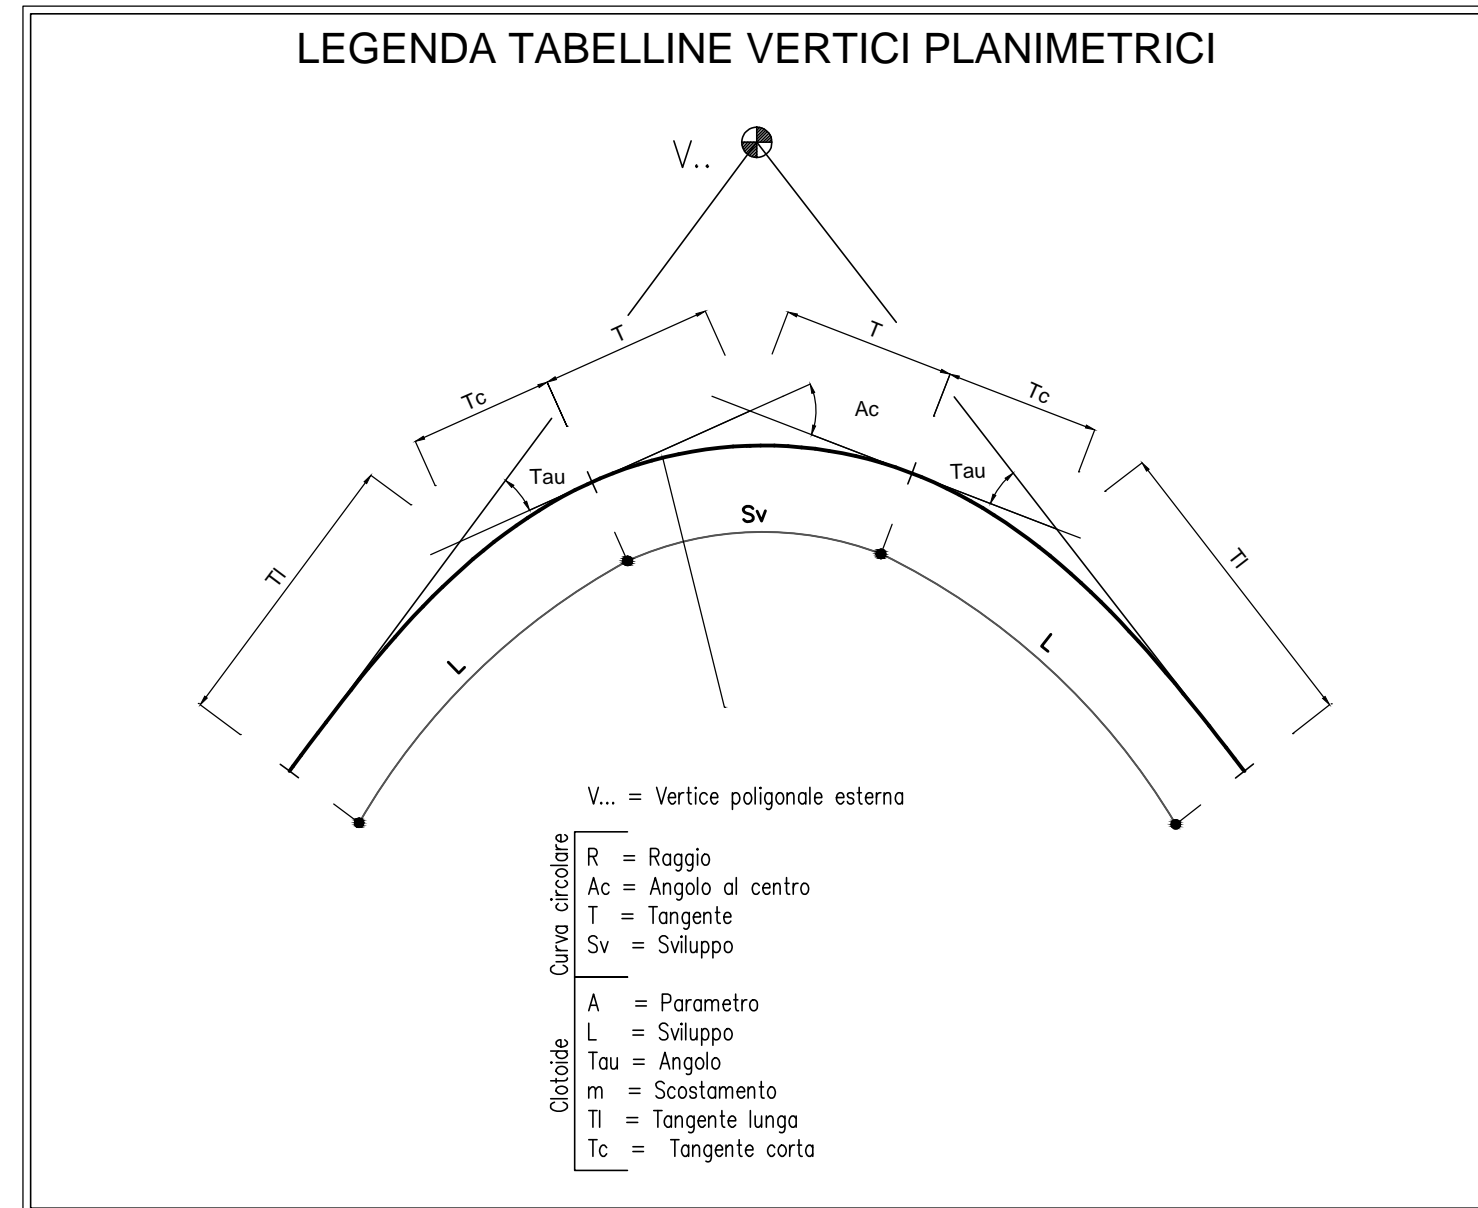 LEGENDA TABELLINE VERTICI PLANIMETRICI
V..
T
T
Tc
Tc
Ac
Tau
Tau
Sv
Tl
Tl
L
L
V... = Vertice poligonale esterna
Curva circolare
R = Raggio
Ac = Angolo al centro
T = Tangente
Sv = Sviluppo
Clotoide
A = Parametro
L = Sviluppo
Tau = Angolo
m = Scostamento
Tl = Tangente lunga
Tc = Tangente corta